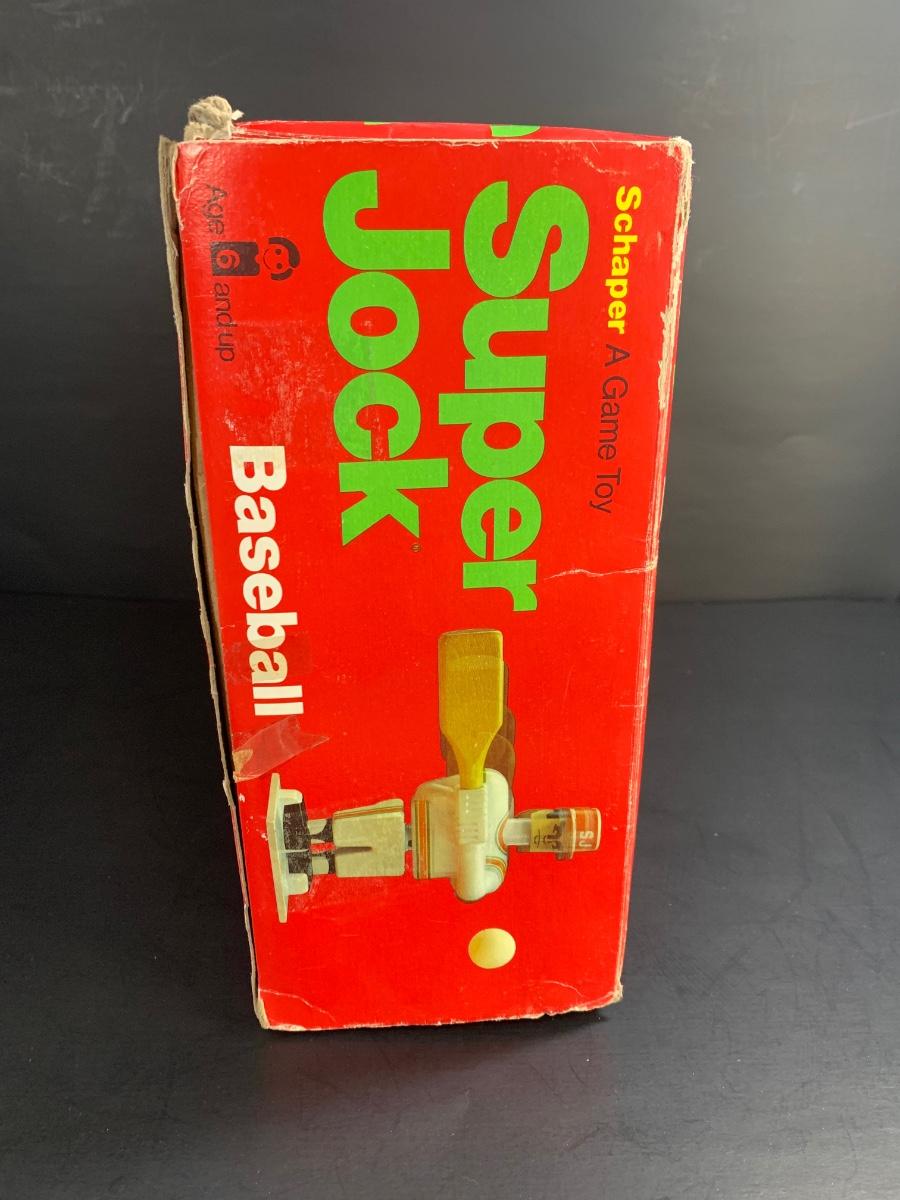 Schaper A Game Toy
Super
Jock®
Baseball
Age 6 and up
SJ